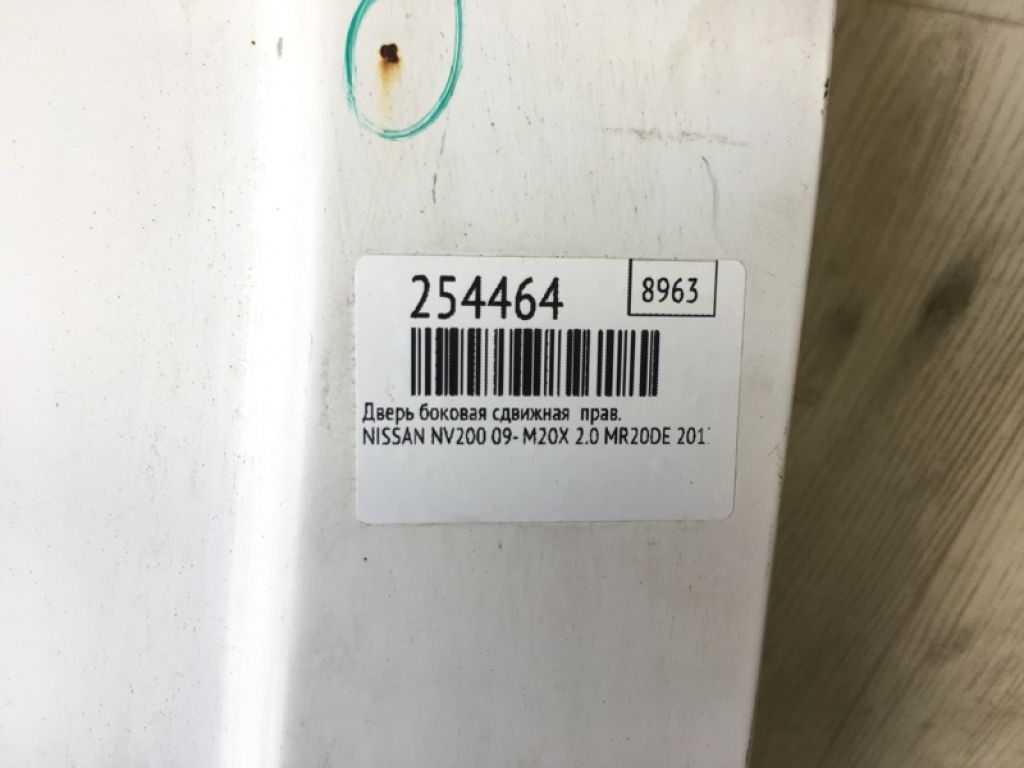 254464
8963
Дверь боковая сдвижная прав.
NISSAN NV200 09- M20X 2.0 MR20DE